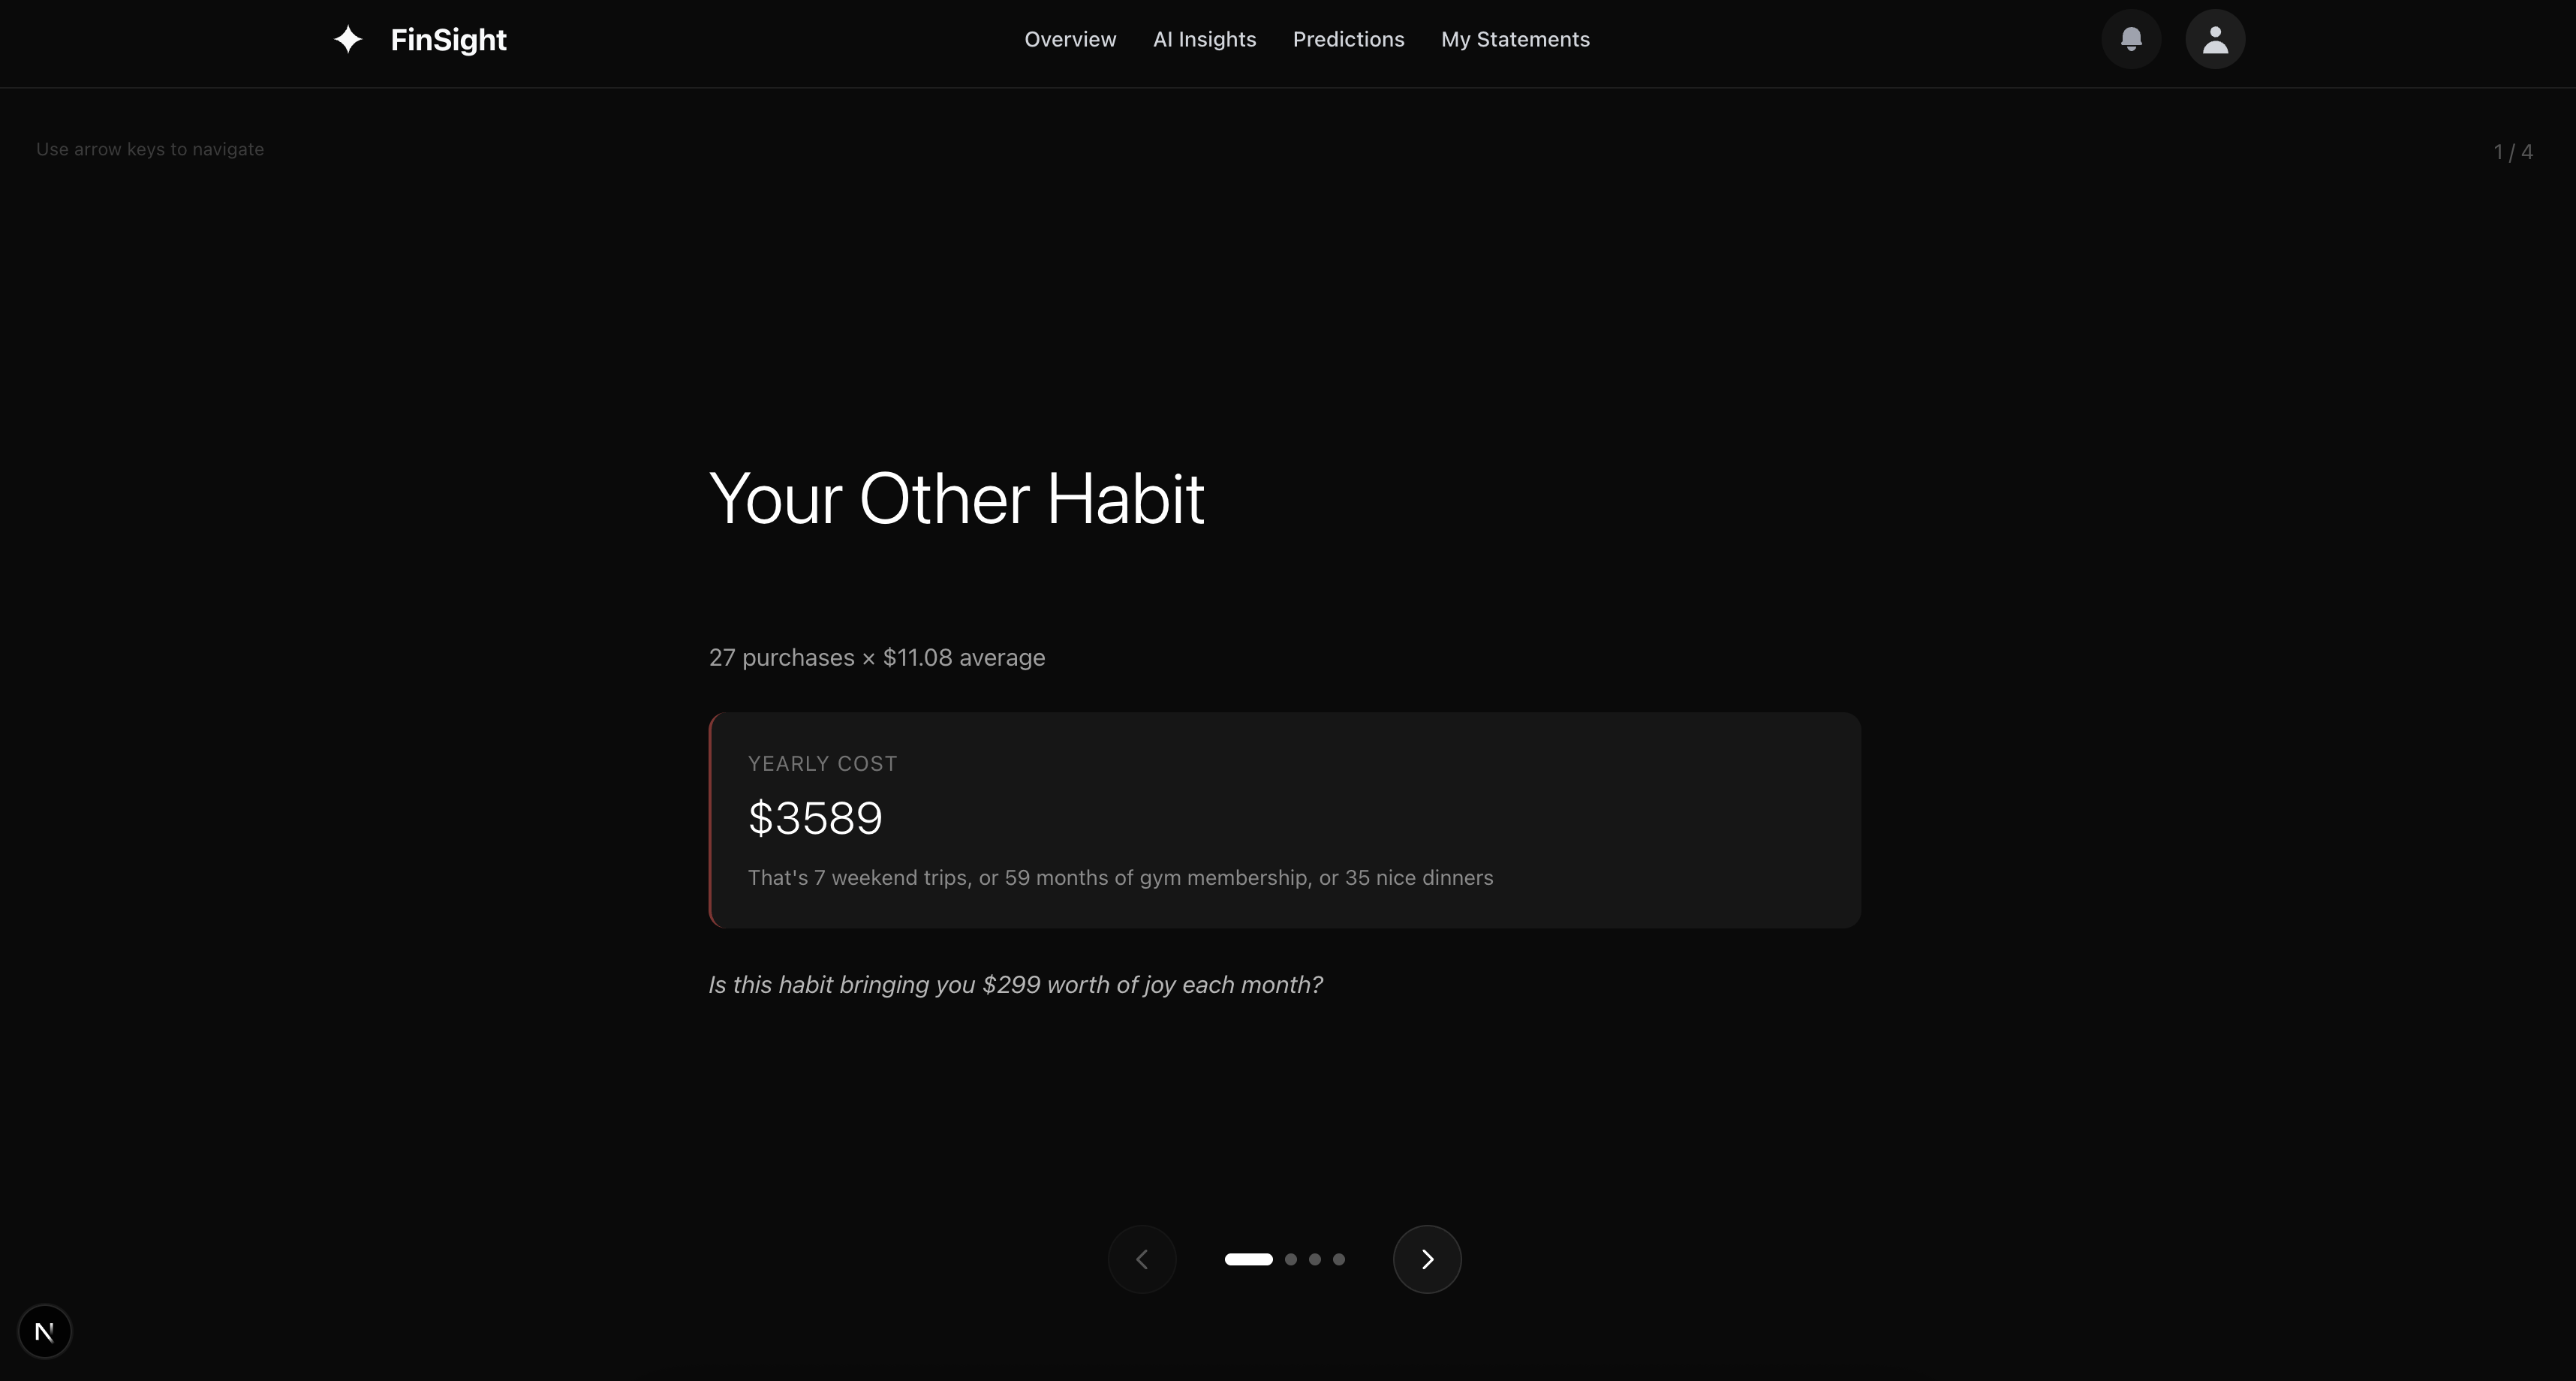 FinSight
Overview
AI Insights
Predictions
My Statements
Use arrow keys to navigate
1 / 4
Your Other Habit
27 purchases × $11.08 average
YEARLY COST
$3589
That's 7 weekend trips, or 59 months of gym membership, or 35 nice dinners
Is this habit bringing you $299 worth of joy each month?
N